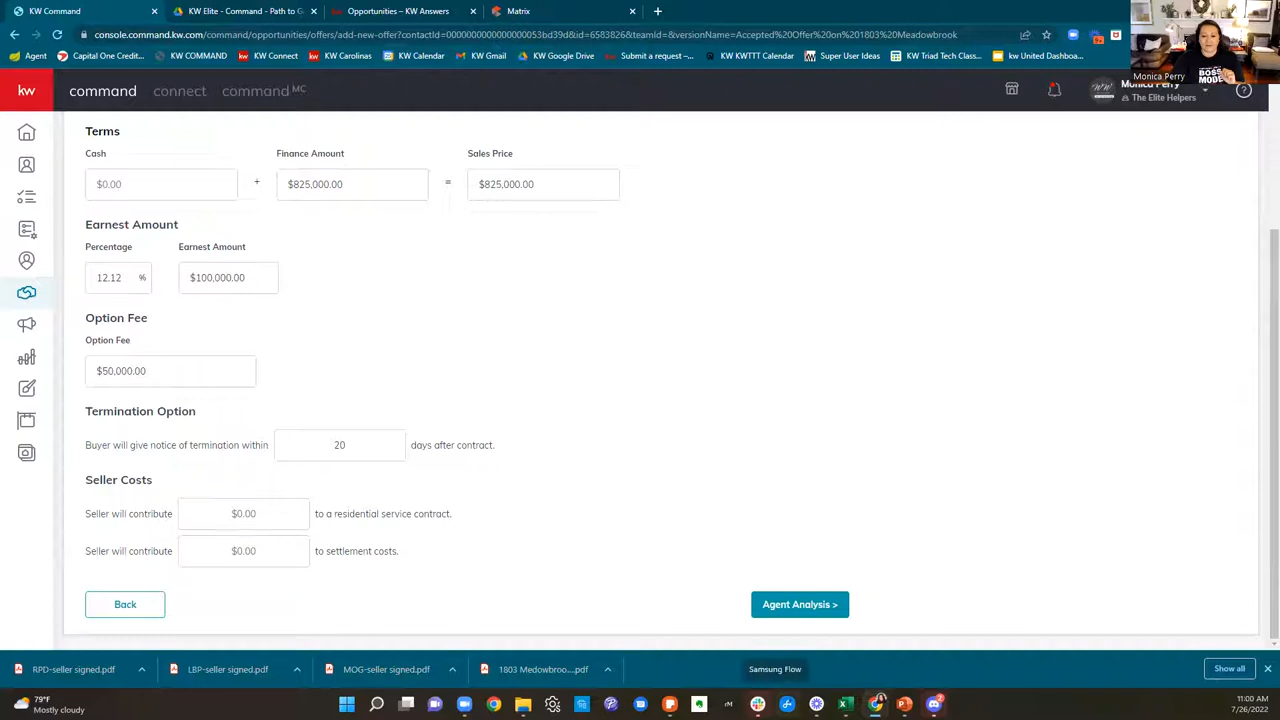 KW Command
KW Elite - Command - Path to G
Opportunities – KW Answers
Matrix
console.command.kw.com/command/opportunities/offers/add-new-offer?contactId=00000000000000053bd39d&id=6583826&teamId=&versionName=Accepted%20Offer%20on%201803%20Meadowbrook
Agent
Capital One Credit...
KW COMMAND
KW Connect
KW Carolinas
KW Calendar
KW Gmail
KW Google Drive
Submit a request –...
KW KWTTT Calendar
Super User Ideas
KW Triad Tech Class...
kw United Dashboa...
BOSS
MODE
Monica Perry
kw
command
connect
command MC
Monica Perry
The Elite Helpers
Terms
Cash
Finance Amount
Sales Price
$0.00
+
$825,000.00
=
$825,000.00
Earnest Amount
Percentage
Earnest Amount
12.12 %
$100,000.00
Option Fee
Option Fee
$50,000.00
Termination Option
Buyer will give notice of termination within 20 days after contract.
Seller Costs
Seller will contribute $0.00 to a residential service contract.
Seller will contribute $0.00 to settlement costs.
Back
Agent Analysis >
RPD-seller signed.pdf
LBP-seller signed.pdf
MOG-seller signed.pdf
1803 Medowbroo....pdf
Samsung Flow
Show all
79°F
Mostly cloudy
11:00 AM
7/26/2022